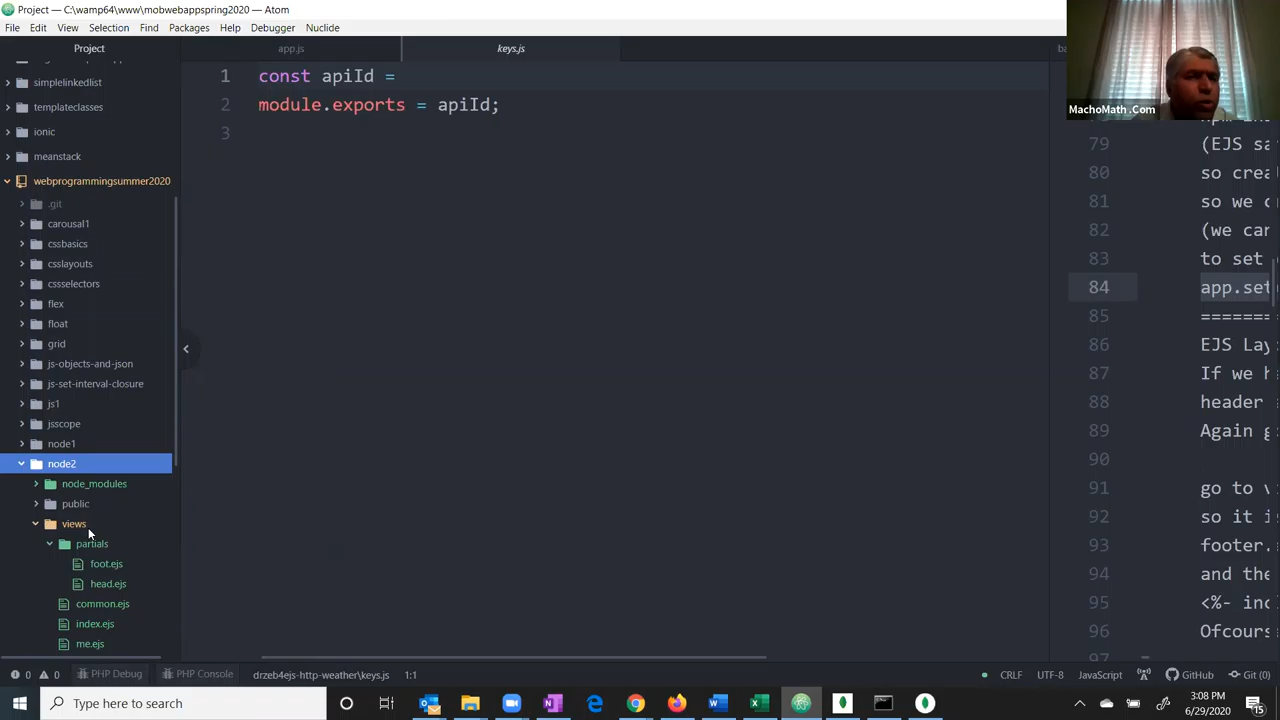 Project — C:\wamp64\www\mobwebappspring2020 — Atom
File Edit View Selection Find Packages Help Debugger Nuclide
Project
simplelinkedlist
templateclasses
ionic
meanstack
webprogrammingsummer2020
.git
carousal1
cssbasics
csslayouts
cssselectors
flex
float
grid
js-objects-and-json
js-set-interval-closure
js1
jsscope
node1
node2
node_modules
public
views
partials
foot.ejs
head.ejs
common.ejs
index.ejs
me.ejs
app.js keys.js
1 const apiId =
2 module.exports = apiId;
3
MachoMath .Com
79 (EJS sa
80 so crea
81 so we c
82 (we car
83 to set
84 app.set
85 =======
86 EJS Lay
87 If we h
88 header
89 Again g
90
91 go to v
92 so it i
93 footer.
94 and the
95 <%- inc
96 Ofcours
0 0 PHP Debug PHP Console drzeb4ejs-http-weather\keys.js 1:1 CRLF UTF-8 JavaScript GitHub Git (0)
Type here to search
3:08 PM
6/29/2020
15